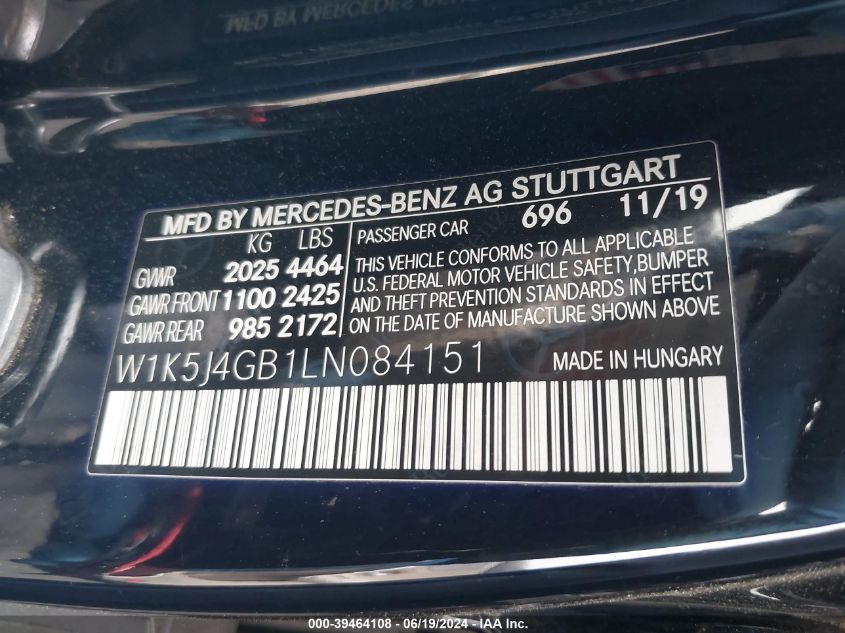 MFD BY MERCEDES-BENZ AG STUTTGART
KG LBS
GVWR 2025 4464
GAWR FRONT 1100 2425
GAWR REAR 985 2172
PASSENGER CAR 696 11/19
THIS VEHICLE CONFORMS TO ALL APPLICABLE
U.S. FEDERAL MOTOR VEHICLE SAFETY, BUMPER
AND THEFT PREVENTION STANDARDS IN EFFECT
ON THE DATE OF MANUFACTURE SHOWN ABOVE
W1K5J4GB1LN084151 MADE IN HUNGARY
000-39464108 - 06/19/2024 - IAA Inc.